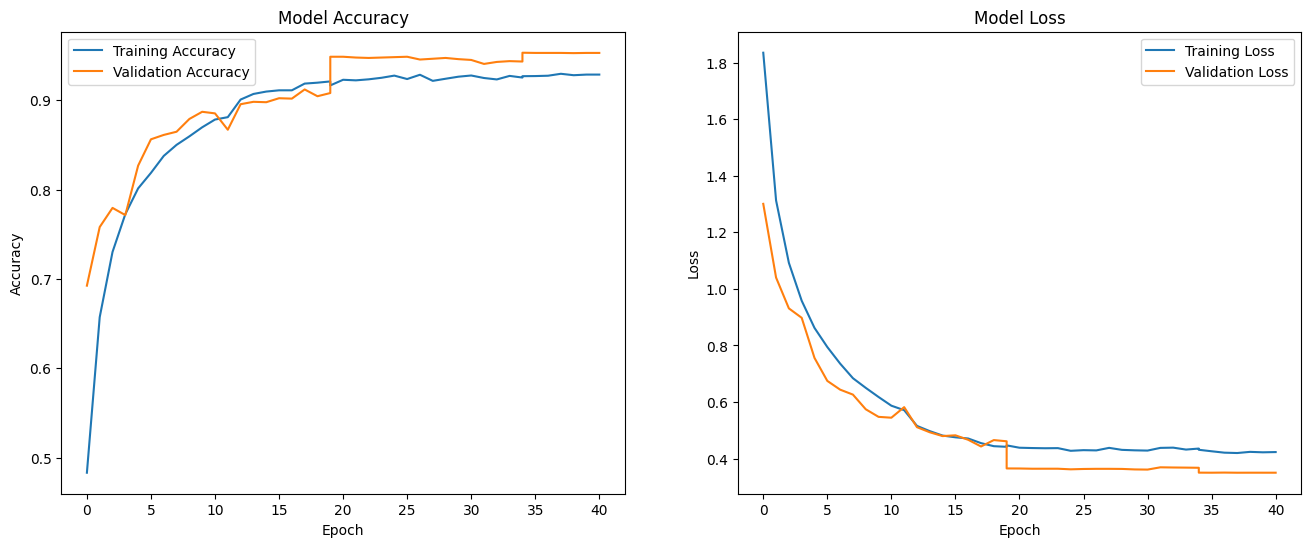 Model Accuracy
Training Accuracy
Validation Accuracy
0.9
0.8
0.7
0.6
0.5
Accuracy
0 5 10 15 20 25 30 35 40
Epoch
Model Loss
Training Loss
Validation Loss
1.8
1.6
1.4
1.2
1.0
0.8
0.6
0.4
Loss
0 5 10 15 20 25 30 35 40
Epoch